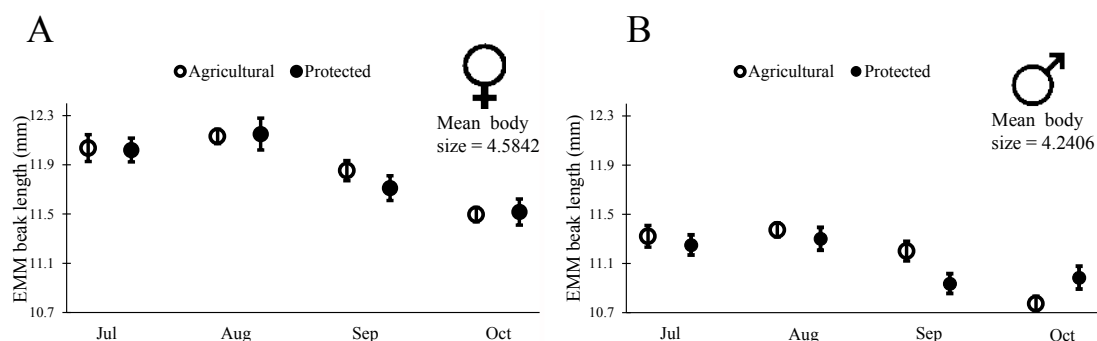 A
Agricultural Protected
Mean body
size = 4.5842
EMM beak length (mm)
12.3
11.9
11.5
11.1
10.7
Jul Aug Sep Oct
B
Agricultural Protected
Mean body
size = 4.2406
EMM beak length (mm)
12.3
11.9
11.5
11.1
10.7
Jul Aug Sep Oct